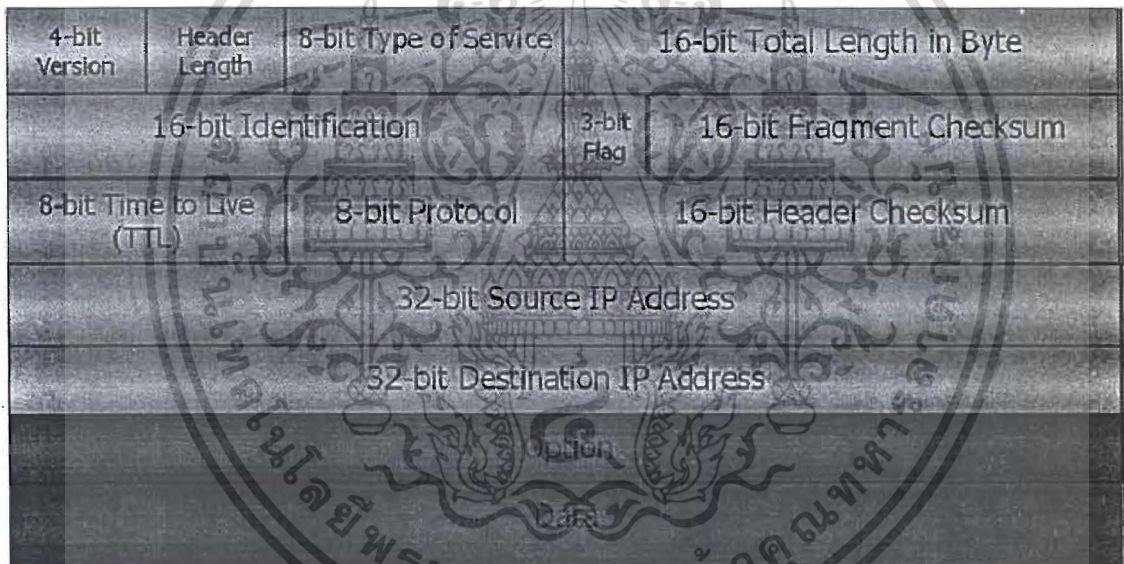 4-bit
Version
Header
Length
8-bit Type of Service
16-bit Total Length in Byte
16-bit Identification
3-bit
Flag
16-bit Fragment Checksum
8-bit Time to Live
(TTL)
8-bit Protocol
16-bit Header Checksum
32-bit Source IP Address
32-bit Destination IP Address
Option
Data